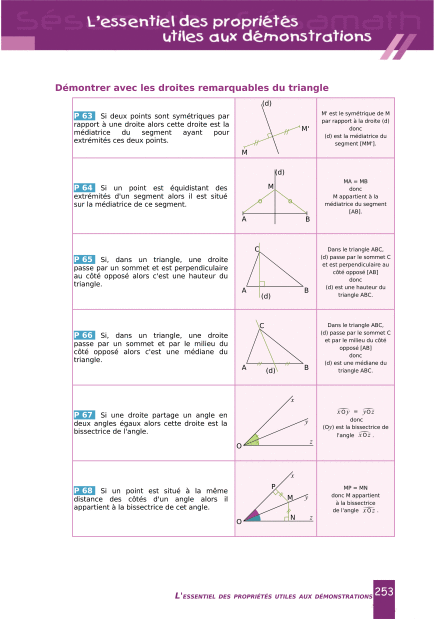 Sésamath Sésamath
L'essentiel des propriétés
utiles aux démonstrations
Démontrer avec les droites remarquables du triangle
P 63 Si deux points sont symétriques par
rapport à une droite alors cette droite est la
médiatrice du segment ayant pour
extrémités ces deux points.
(d)
M'
M
M' est le symétrique de M
par rapport à la droite (d)
donc
(d) est la médiatrice du
segment [MM'].
P 64 Si un point est équidistant des
extrémités d'un segment alors il est situé
sur la médiatrice de ce segment.
(d)
M
A B
MA = MB
donc
M appartient à la
médiatrice du segment
[AB].
P 65 Si, dans un triangle, une droite
passe par un sommet et est perpendiculaire
au côté opposé alors c'est une hauteur du
triangle.
C
A B
(d)
Dans le triangle ABC,
(d) passe par le sommet C
et est perpendiculaire au
côté opposé [AB]
donc
(d) est une hauteur du
triangle ABC.
P 66 Si, dans un triangle, une droite
passe par un sommet et par le milieu du
côté opposé alors c'est une médiane du
triangle.
C
A B
(d)
Dans le triangle ABC,
(d) passe par le sommet C
et par le milieu du côté
opposé [AB]
donc
(d) est une médiane du
triangle ABC.
P 67 Si une droite partage un angle en
deux angles égaux alors cette droite est la
bissectrice de l'angle.
x
y
O z
xOy = yOz
donc
(Oy) est la bissectrice de
l'angle xOz .
P 68 Si un point est situé à la même
distance des côtés d'un angle alors il
appartient à la bissectrice de cet angle.
x
P
M y
N z
O
MP = MN
donc M appartient
à la bissectrice
de l'angle xOz .
L'ESSENTIEL DES PROPRIÉTÉS UTILES AUX DÉMONSTRATIONS 253